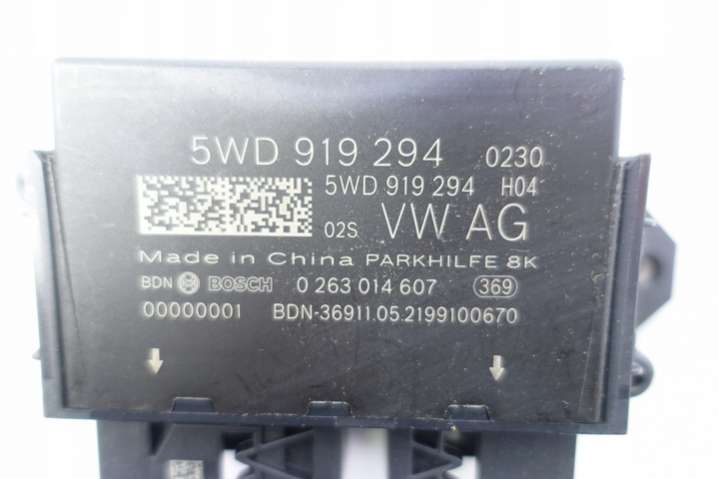 5WD 919 294 0230
5WD 919 294 H04
02S VW AG
Made in China PARKHILFE 8K
BDN BOSCH 0 263 014 607 369
00000001 BDN-36911.05.2199100670